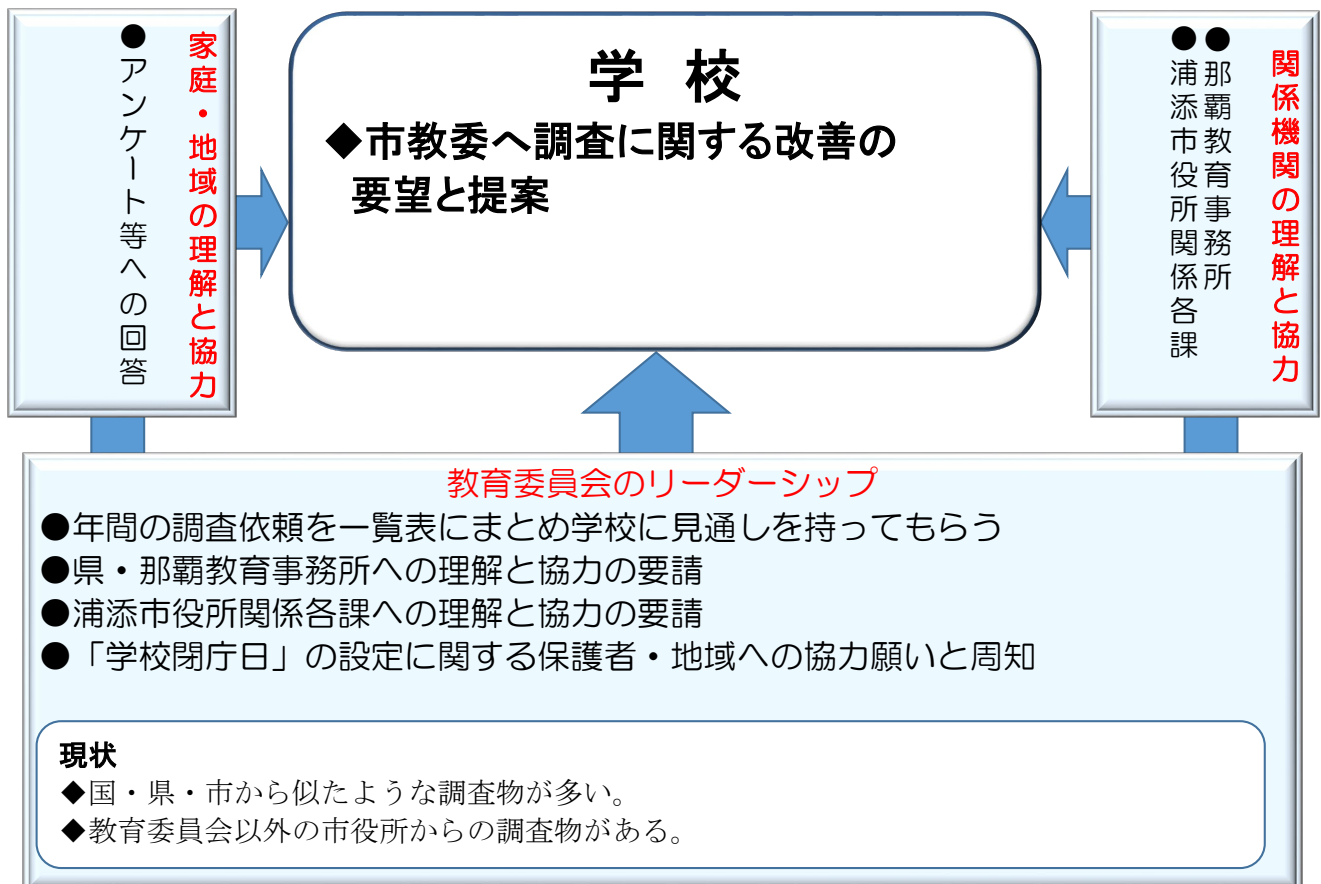 家庭・地域の理解と協力
●アンケート等への回答
学 校
◆市教委へ調査に関する改善の
要望と提案
関係機関の理解と協力
●那覇教育事務所
●浦添市役所関係各課
教育委員会のリーダーシップ
●年間の調査依頼を一覧表にまとめ学校に見通しを持ってもらう
●県・那覇教育事務所への理解と協力の要請
●浦添市役所関係各課への理解と協力の要請
●「学校閉庁日」の設定に関する保護者・地域への協力願いと周知
現状
◆国・県・市から似たような調査物が多い。
◆教育委員会以外の市役所からの調査物がある。